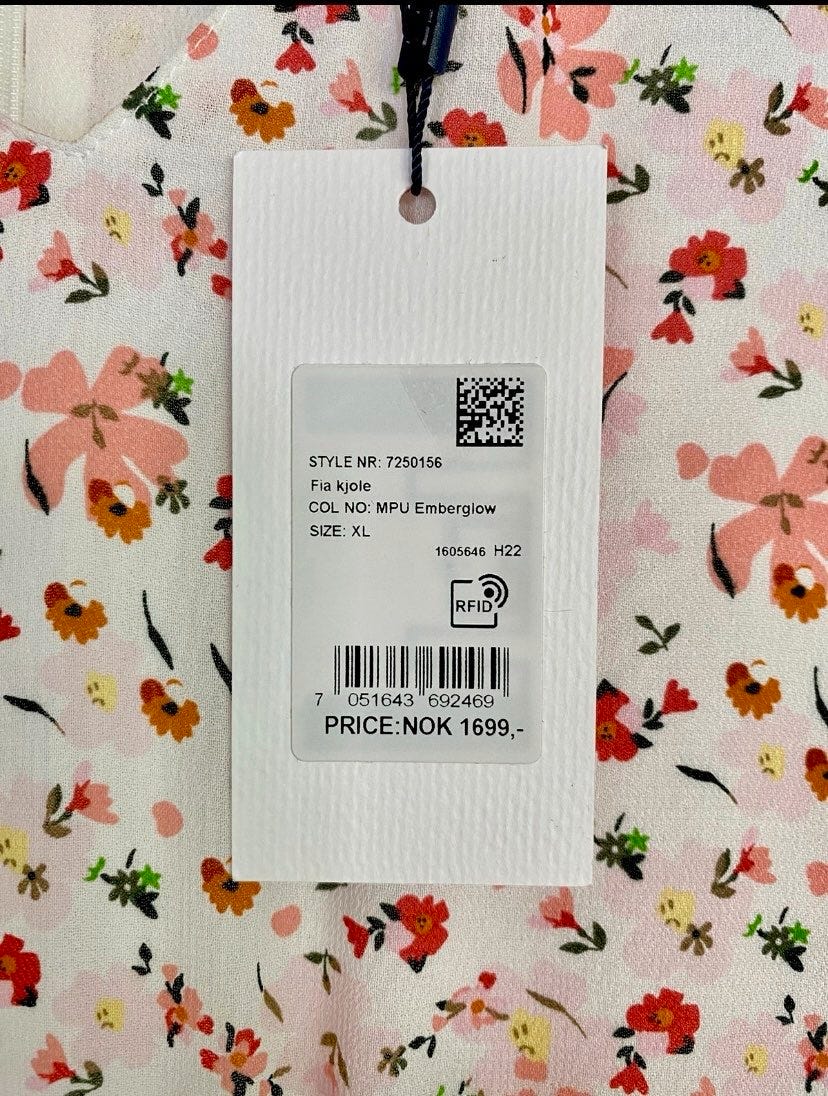 STYLE NR: 7250156
Fia kjole
COL NO: MPU Emberglow
SIZE: XL
1605646 H22
RFID
7 051643 692469
PRICE:NOK 1699,-